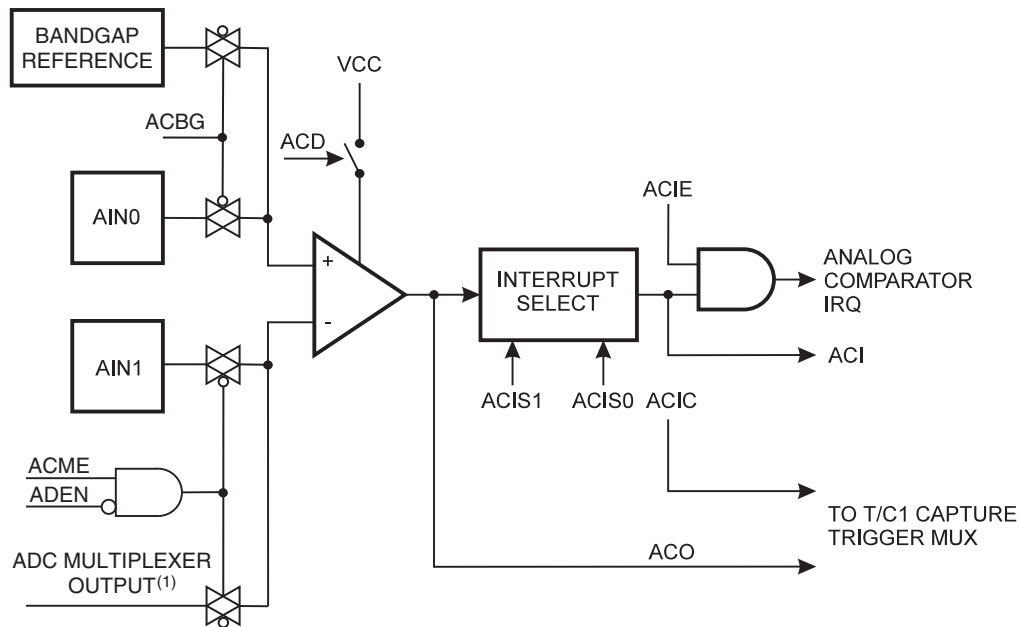 BANDGAP
REFERENCE
VCC
ACBG
ACD
AIN0
ACIE
+
-
INTERRUPT
SELECT
ANALOG
COMPARATOR
IRQ
AIN1
ACI
ACIS1
ACIS0
ACIC
ACME
ADEN
TO T/C1 CAPTURE
TRIGGER MUX
ADC MULTIPLEXER
OUTPUT(1)
ACO